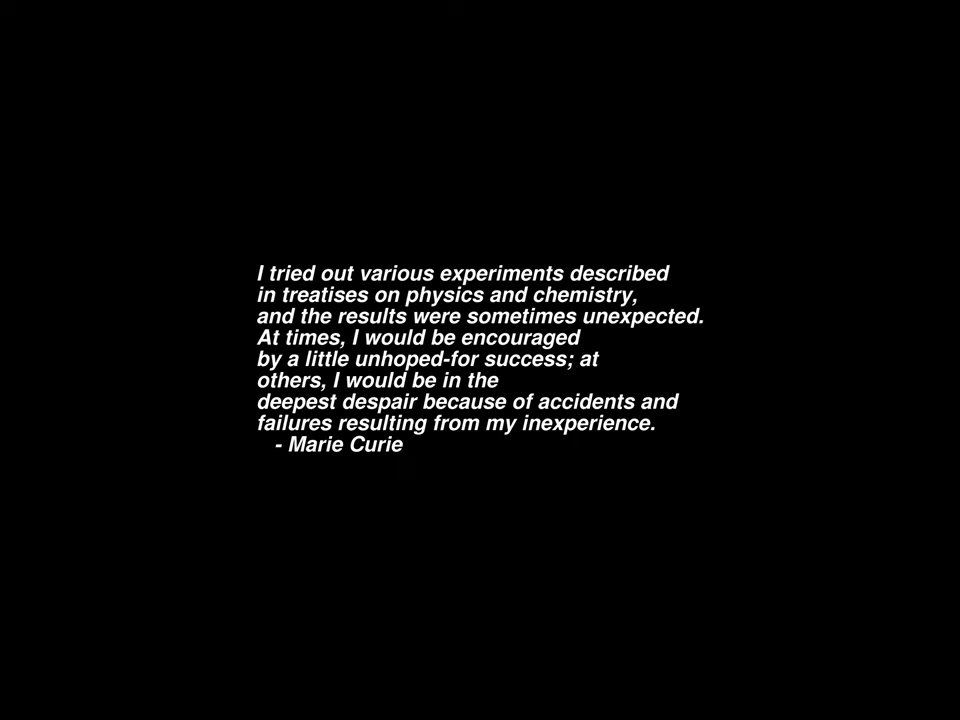 I tried out various experiments described
in treatises on physics and chemistry,
and the results were sometimes unexpected.
At times, I would be encouraged
by a little unhoped-for success; at
others, I would be in the
deepest despair because of accidents and
failures resulting from my inexperience.
- Marie Curie